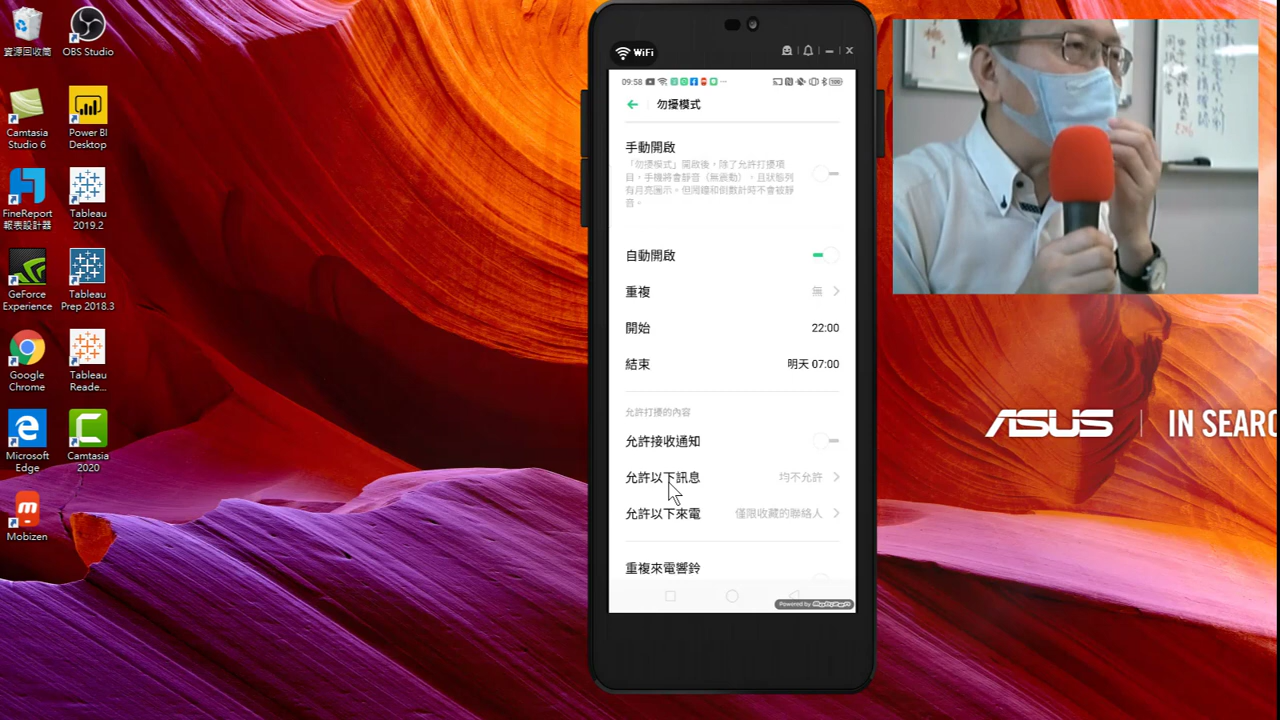 資源回收筒
OBS Studio
Camtasia
Studio 6
Power BI
Desktop
FineReport
報表設計器
Tableau
2019.2
GeForce
Experience
Tableau
Prep 2018.3
Google
Chrome
Tableau
Reade...
Microsoft
Edge
Camtasia
2020
Mobizen
WiFi
09:58
100
勿擾模式
手動開啟
「勿擾模式」開啟後，除了允許打擾項
目，手機將會靜音（無震動），且狀態列
有月亮圖示。但鬧鐘和倒數計時不會被靜
音。
自動開啟
重複 無
開始 22:00
結束 明天 07:00
允許打擾的內容
允許接收通知
允許以下訊息 均不允許
允許以下來電 僅限收藏的聯絡人
重複來電響鈴
Powered by Mobizen
ASUS
IN SEARC